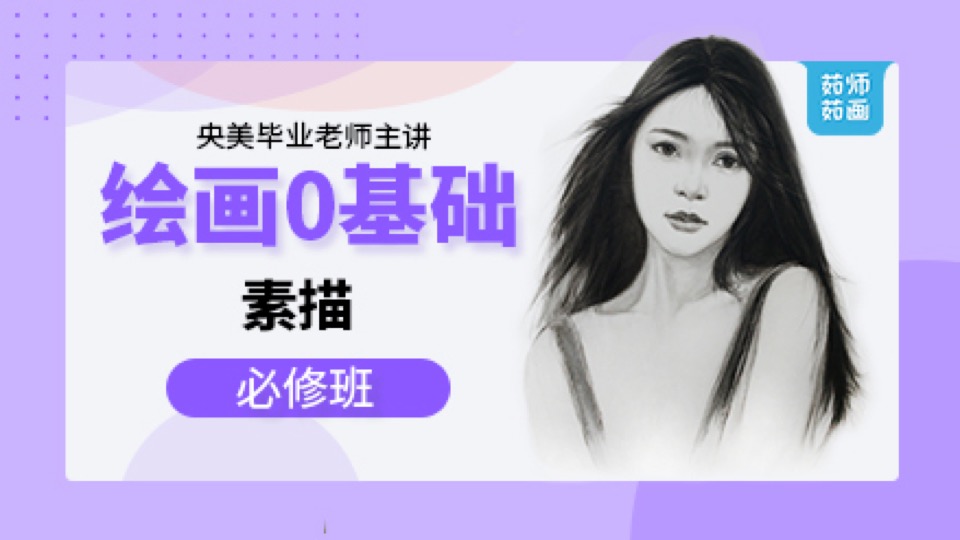 央美毕业老师主讲
绘画0基础
素描
必修班
茹师
茹画